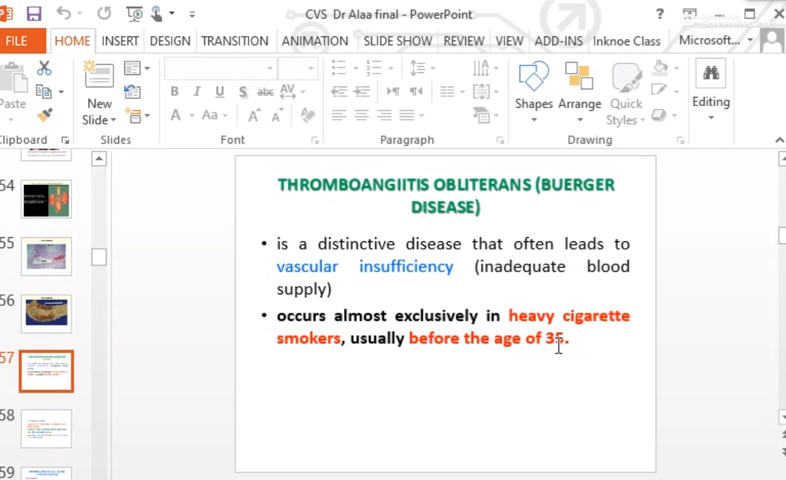 CVS Dr Alaa final - PowerPoint
FILE HOME INSERT DESIGN TRANSITION ANIMATION SLIDE SHOW REVIEW VIEW ADD-INS Inknoe Class Microsoft...
Paste
New
Slide
B I U S abc AV
A Aa A A
Shapes Arrange Quick
Styles
Editing
Clipboard Slides Font Paragraph Drawing
54
55
56
57
58
59
THROMBOANGIITIS OBLITERANS (BUERGER
DISEASE)
• is a distinctive disease that often leads to
vascular insufficiency (inadequate blood
supply)
• occurs almost exclusively in heavy cigarette
smokers, usually before the age of 35.